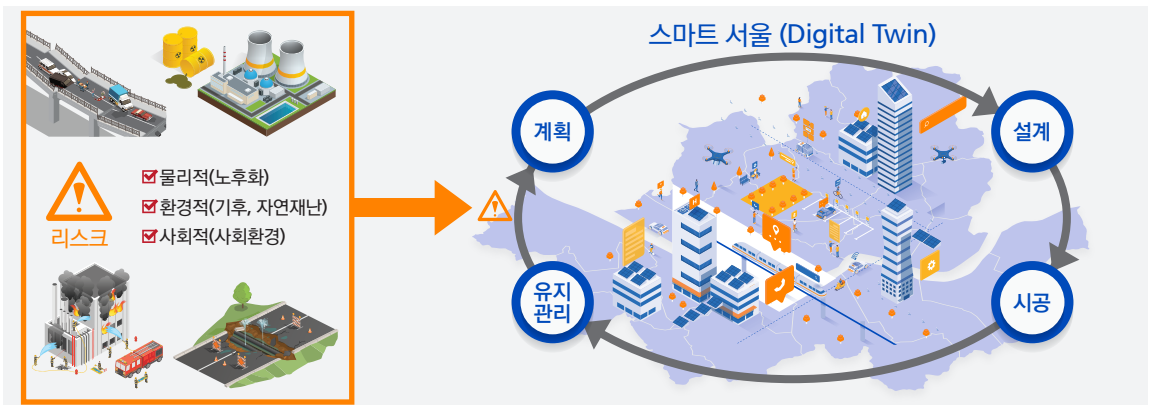 스마트 서울 (Digital Twin)
계획
설계
물리적(노후화)
환경적(기후, 자연재난)
사회적(사회환경)
리스크
유지
관리
시공